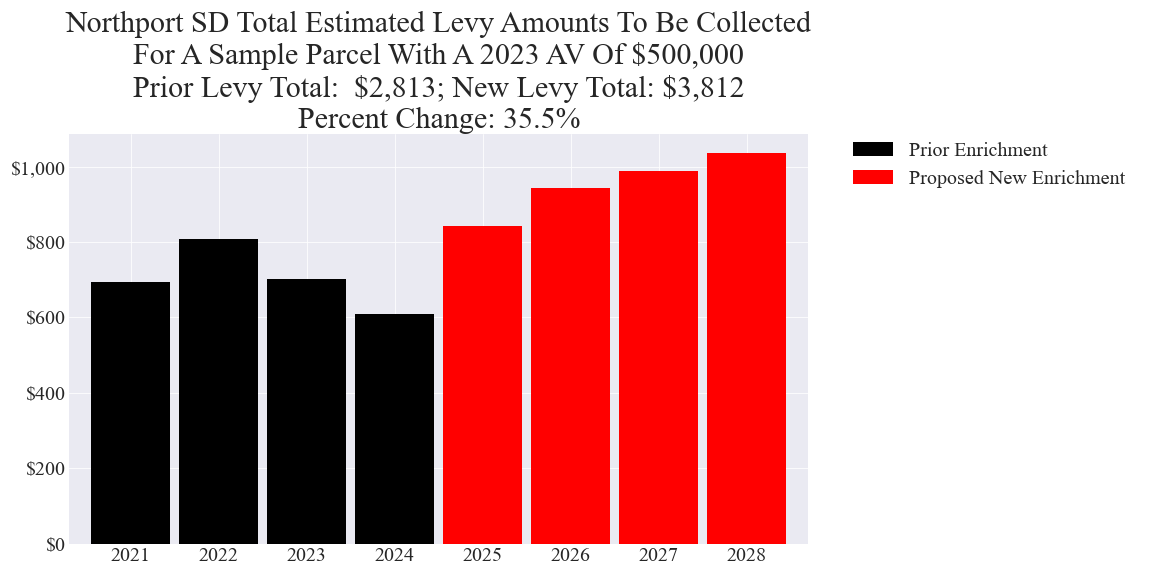 Northport SD Total Estimated Levy Amounts To Be Collected
For A Sample Parcel With A 2023 AV Of $500,000
Prior Levy Total:  $2,813; New Levy Total: $3,812
Percent Change: 35.5%
Prior Enrichment
Proposed New Enrichment
$1,000
$800
$600
$400
$200
$0
2021 2022 2023 2024 2025 2026 2027 2028